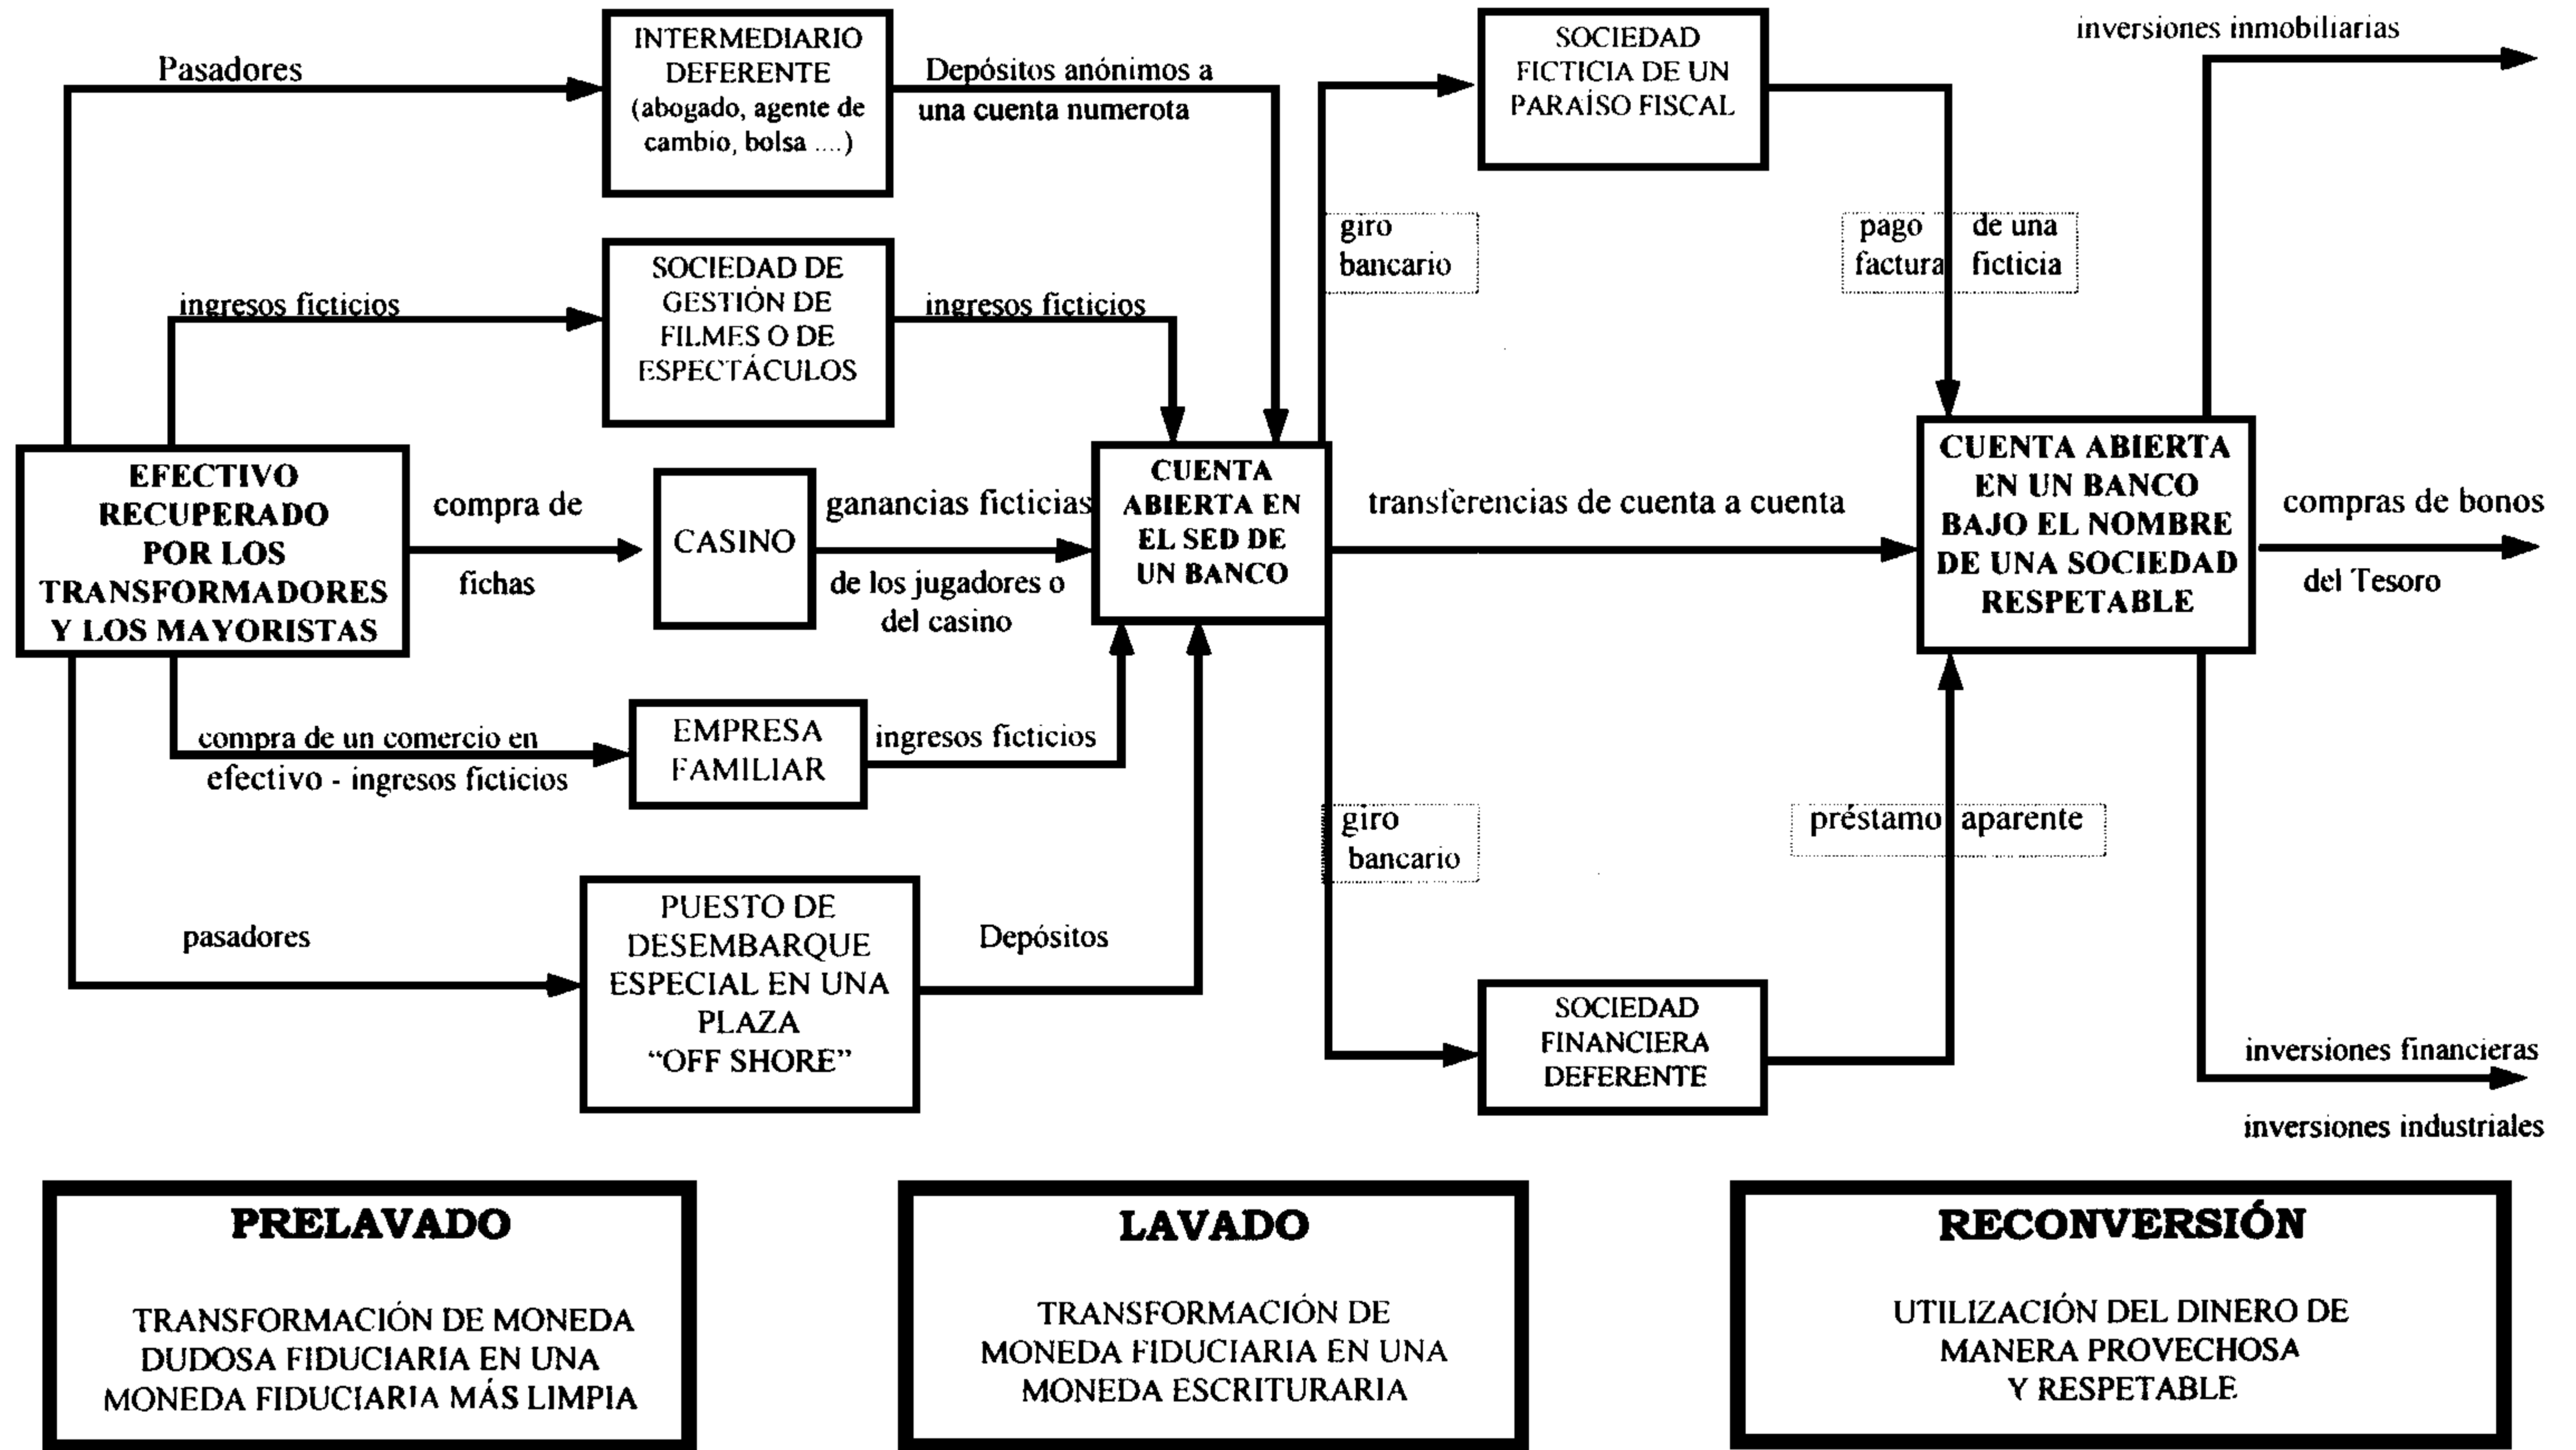 Pasadores
INTERMEDIARIO
DEFERENTE
(abogado, agente de
cambio, bolsa ....)
Depósitos anónimos a
una cuenta numerota
SOCIEDAD
FICTICIA DE UN
PARAÍSO FISCAL
inversiones inmobiliarias
giro
bancario
pago de una
factura ficticia
ingresos ficticios
SOCIEDAD DE
GESTIÓN DE
FILMES O DE
ESPECTÁCULOS
ingresos ficticios
EFECTIVO
RECUPERADO
POR LOS
TRANSFORMADORES
Y LOS MAYORISTAS
compra de
fichas
CASINO
ganancias ficticias
de los jugadores o
del casino
CUENTA
ABIERTA EN
EL SED DE
UN BANCO
transferencias de cuenta a cuenta
CUENTA ABIERTA
EN UN BANCO
BAJO EL NOMBRE
DE UNA SOCIEDAD
RESPETABLE
compras de bonos
del Tesoro
compra de un comercio en
efectivo - ingresos ficticios
EMPRESA
FAMILIAR
ingresos ficticios
giro
bancario
préstamo aparente
pasadores
PUESTO DE
DESEMBARQUE
ESPECIAL EN UNA
PLAZA
“OFF SHORE”
Depósitos
SOCIEDAD
FINANCIERA
DEFERENTE
inversiones financieras
inversiones industriales
PRELAVADO
TRANSFORMACIÓN DE MONEDA
DUDOSA FIDUCIARIA EN UNA
MONEDA FIDUCIARIA MÁS LIMPIA
LAVADO
TRANSFORMACIÓN DE
MONEDA FIDUCIARIA EN UNA
MONEDA ESCRITURARIA
RECONVERSIÓN
UTILIZACIÓN DEL DINERO DE
MANERA PROVECHOSA
Y RESPETABLE